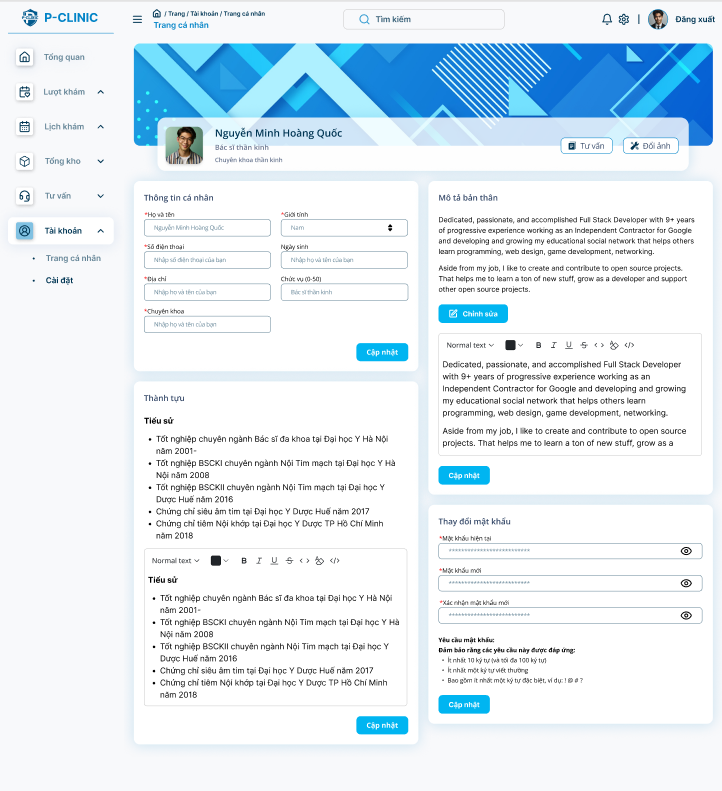 P-CLINIC
/ Trang / Tài khoản / Trang cá nhân
Trang cá nhân
Tìm kiếm
Đăng xuất
Tổng quan
Lượt khám
Lịch khám
Tổng kho
Tư vấn
Tài khoản
Trang cá nhân
Cài đặt
Nguyễn Minh Hoàng Quốc
Bác sĩ thần kinh
Chuyên khoa thần kinh
Tư vấn
Đổi ảnh
Thông tin cá nhân
*Họ và tên
*Giới tính
Nguyễn Minh Hoàng Quốc
Nam
*Số điện thoại
Ngày sinh
Nhập số điện thoại của bạn
Nhập họ và tên của bạn
*Địa chỉ
Chức vụ (0-50)
Nhập họ và tên của bạn
Bác sĩ thần kinh
*Chuyên khoa
Nhập họ và tên của bạn
Cập nhật
Thành tựu
Tiểu sử
• Tốt nghiệp chuyên ngành Bác sĩ đa khoa tại Đại học Y Hà Nội
năm 2001-
• Tốt nghiệp BSCKI chuyên ngành Nội Tim mạch tại Đại học Y Hà
Nội năm 2008
• Tốt nghiệp BSCKII chuyên ngành Nội Tim mạch tại Đại học Y
Dược Huế năm 2016
• Chứng chỉ siêu âm tim tại Đại học Y Dược Huế năm 2017
• Chứng chỉ tiêm Nội khớp tại Đại học Y Dược TP Hồ Chí Minh
năm 2018
Normal text
B I U S < > </>
Tiểu sử
• Tốt nghiệp chuyên ngành Bác sĩ đa khoa tại Đại học Y Hà Nội
năm 2001-
• Tốt nghiệp BSCKI chuyên ngành Nội Tim mạch tại Đại học Y Hà
Nội năm 2008
• Tốt nghiệp BSCKII chuyên ngành Nội Tim mạch tại Đại học Y
Dược Huế năm 2016
• Chứng chỉ siêu âm tim tại Đại học Y Dược Huế năm 2017
• Chứng chỉ tiêm Nội khớp tại Đại học Y Dược TP Hồ Chí Minh
năm 2018
Cập nhật
Mô tả bản thân
Dedicated, passionate, and accomplished Full Stack Developer with 9+ years
of progressive experience working as an Independent Contractor for Google
and developing and growing my educational social network that helps others
learn programming, web design, game development, networking.
Aside from my job, I like to create and contribute to open source projects.
That helps me to learn a ton of new stuff, grow as a developer and support
other open source projects.
Chỉnh sửa
Normal text
B I U S < > </>
Dedicated, passionate, and accomplished Full Stack Developer
with 9+ years of progressive experience working as an
Independent Contractor for Google and developing and growing
my educational social network that helps others learn
programming, web design, game development, networking.
Aside from my job, I like to create and contribute to open source
projects. That helps me to learn a ton of new stuff, grow as a
Cập nhật
Thay đổi mật khẩu
*Mật khẩu hiện tai
*************************
*Mật khẩu mới
*************************
*Xác nhận mật khẩu mới
*************************
Yêu cầu mật khẩu:
Đảm bảo rằng các yêu cầu này được đáp ứng:
• Ít nhất 10 ký tự (và tối đa 100 ký tự)
• Ít nhất một ký tự viết thường
• Bao gồm ít nhất một ký tự đặc biệt, ví dụ: ! @ # ?
Cập nhật